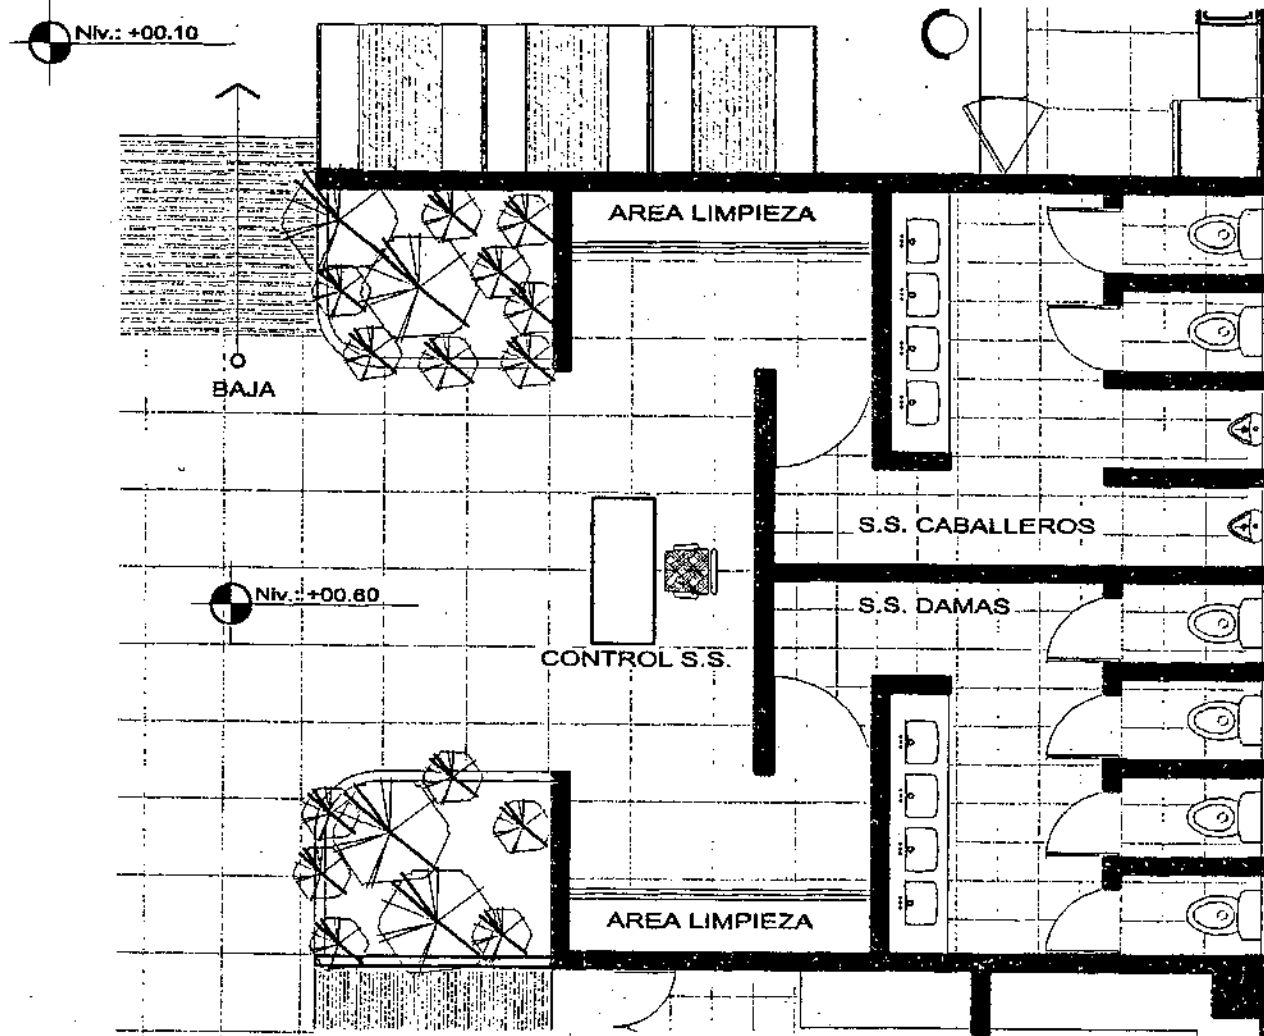 Niv.: +00.10
AREA LIMPIEZA
BAJA
S.S. CABALLEROS
Niv.: +00.60
S.S. DAMAS
CONTROL S.S.
AREA LIMPIEZA